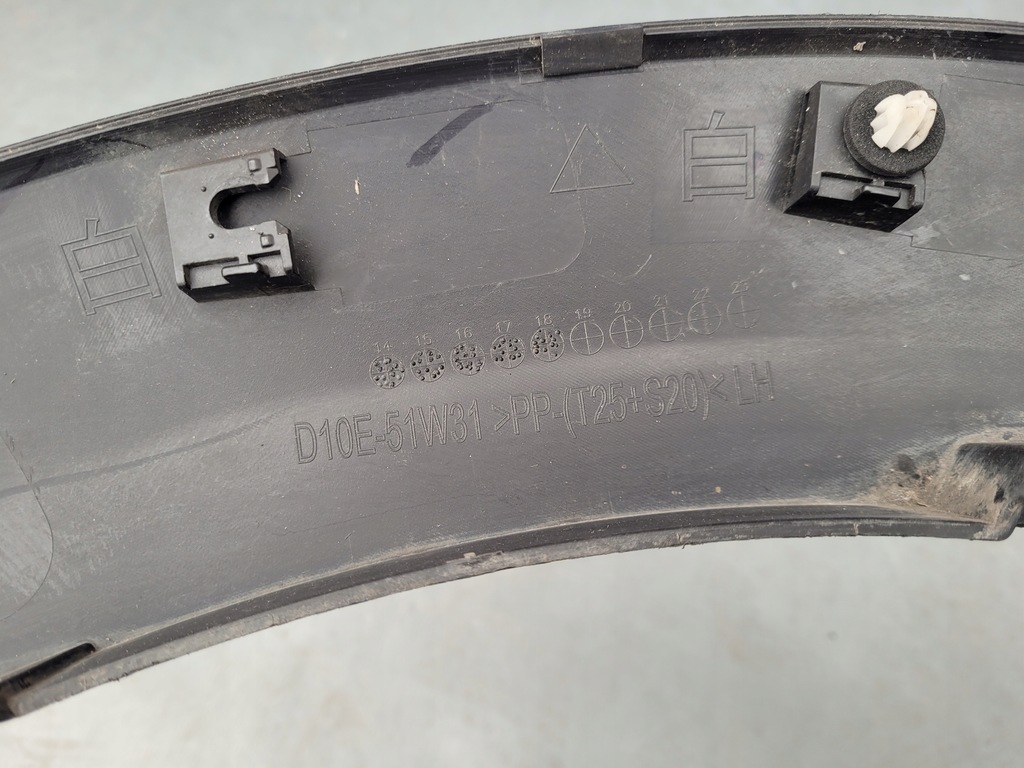 白 白
14 15 16 17 18 19 20 21 22 23
D10E-51W31 >PP-(T25+S20)< LH